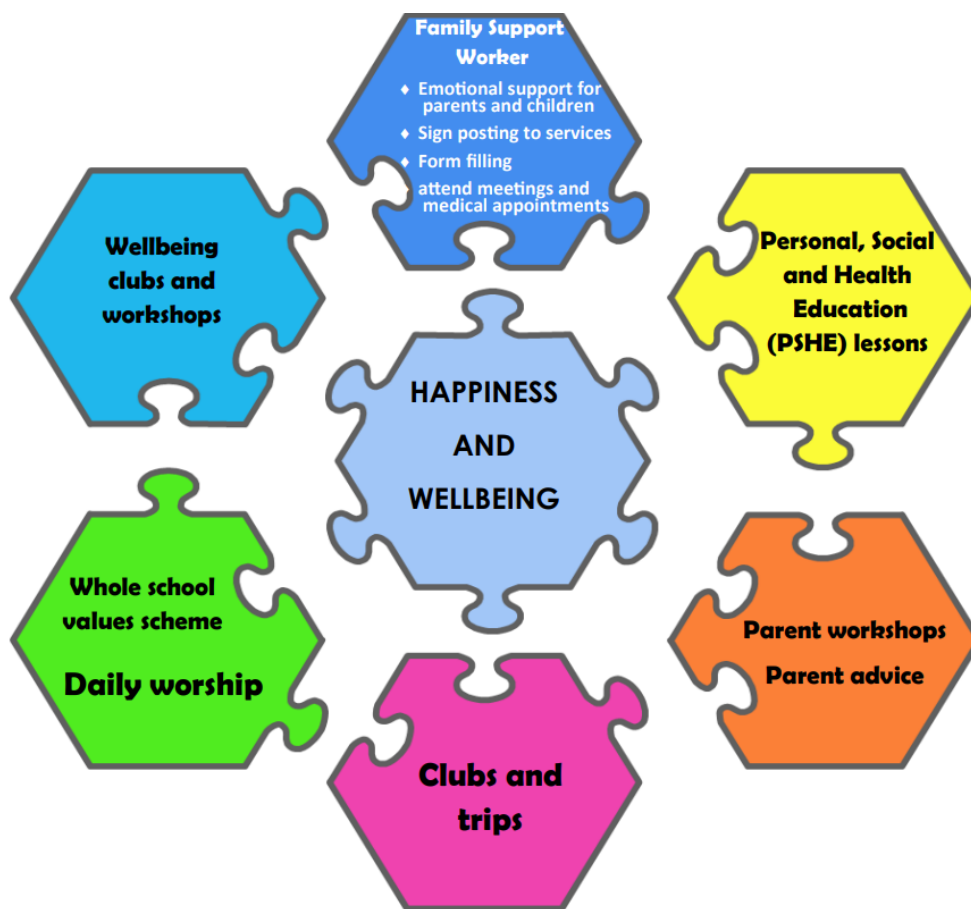 Family Support
Worker
♦ Emotional support for
parents and children
♦ Sign posting to services
♦ Form filling
attend meetings and
medical appointments
Wellbeing
clubs and
workshops
Personal, Social
and Health
Education
(PSHE) lessons
HAPPINESS
AND
WELLBEING
Whole school
values scheme
Daily worship
Parent workshops
Parent advice
Clubs and
trips